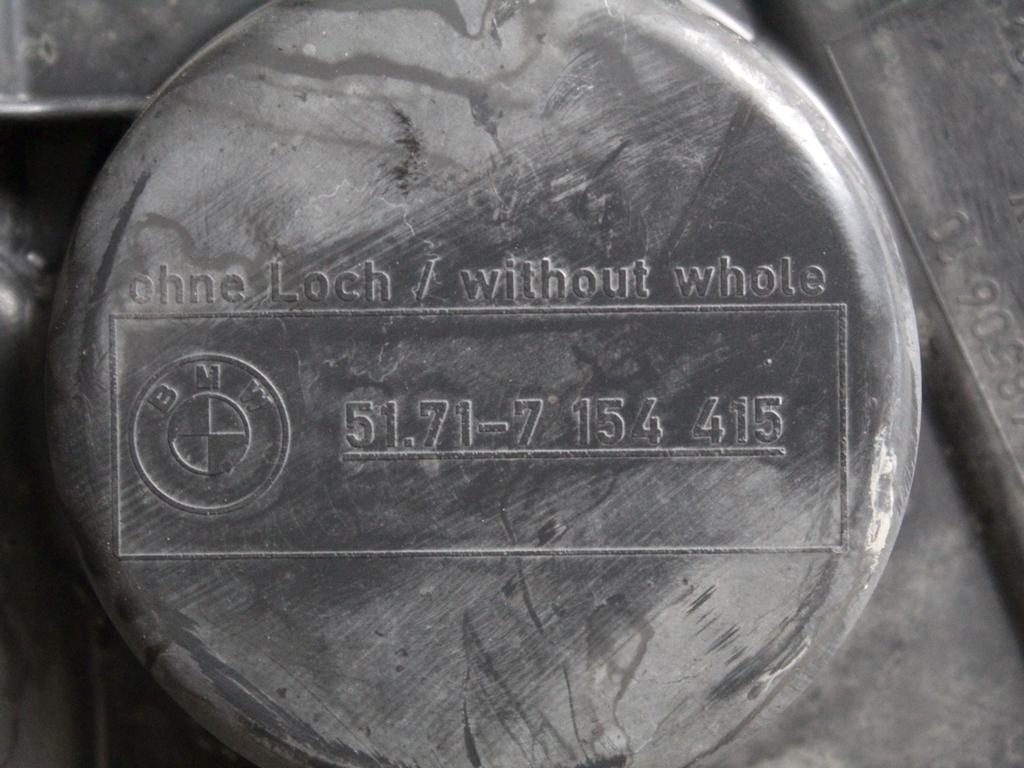 ohne Loch / without whole
BMW
51.71-7 154 415